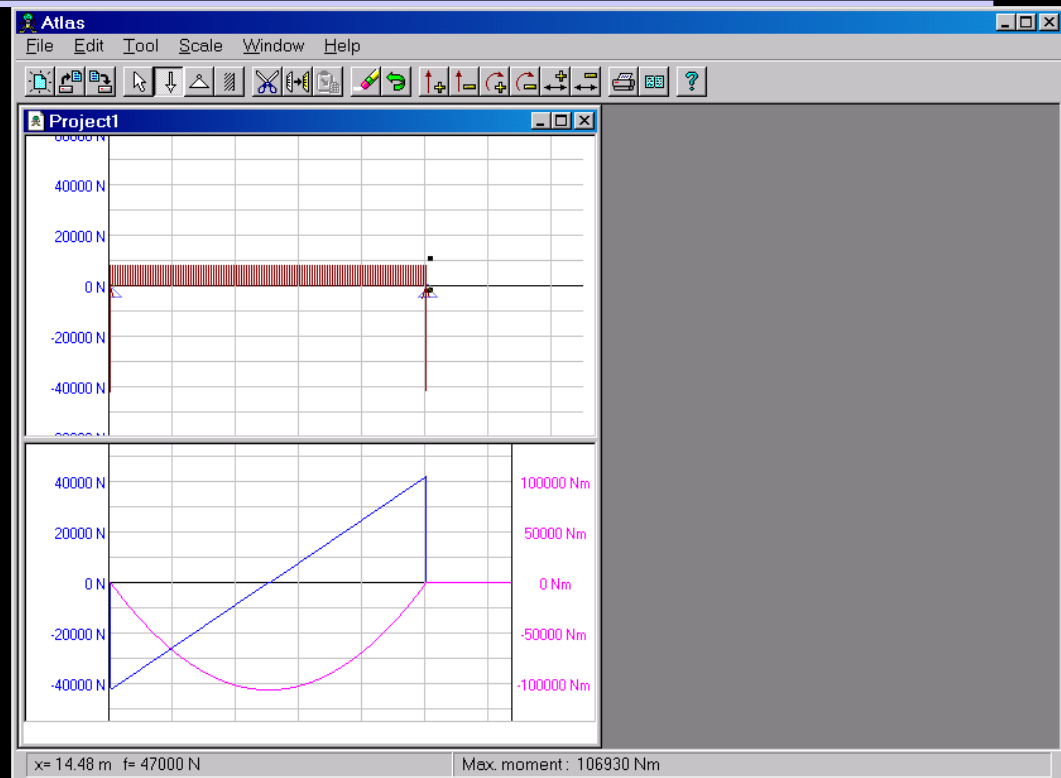 Atlas
File Edit Tool Scale Window Help
Project1
60000 N
40000 N
20000 N
0 N
-20000 N
-40000 N
40000 N 100000 Nm
20000 N 50000 Nm
0 N 0 Nm
-20000 N -50000 Nm
-40000 N -100000 Nm
x= 14.48 m f= 47000 N Max. moment : 106930 Nm